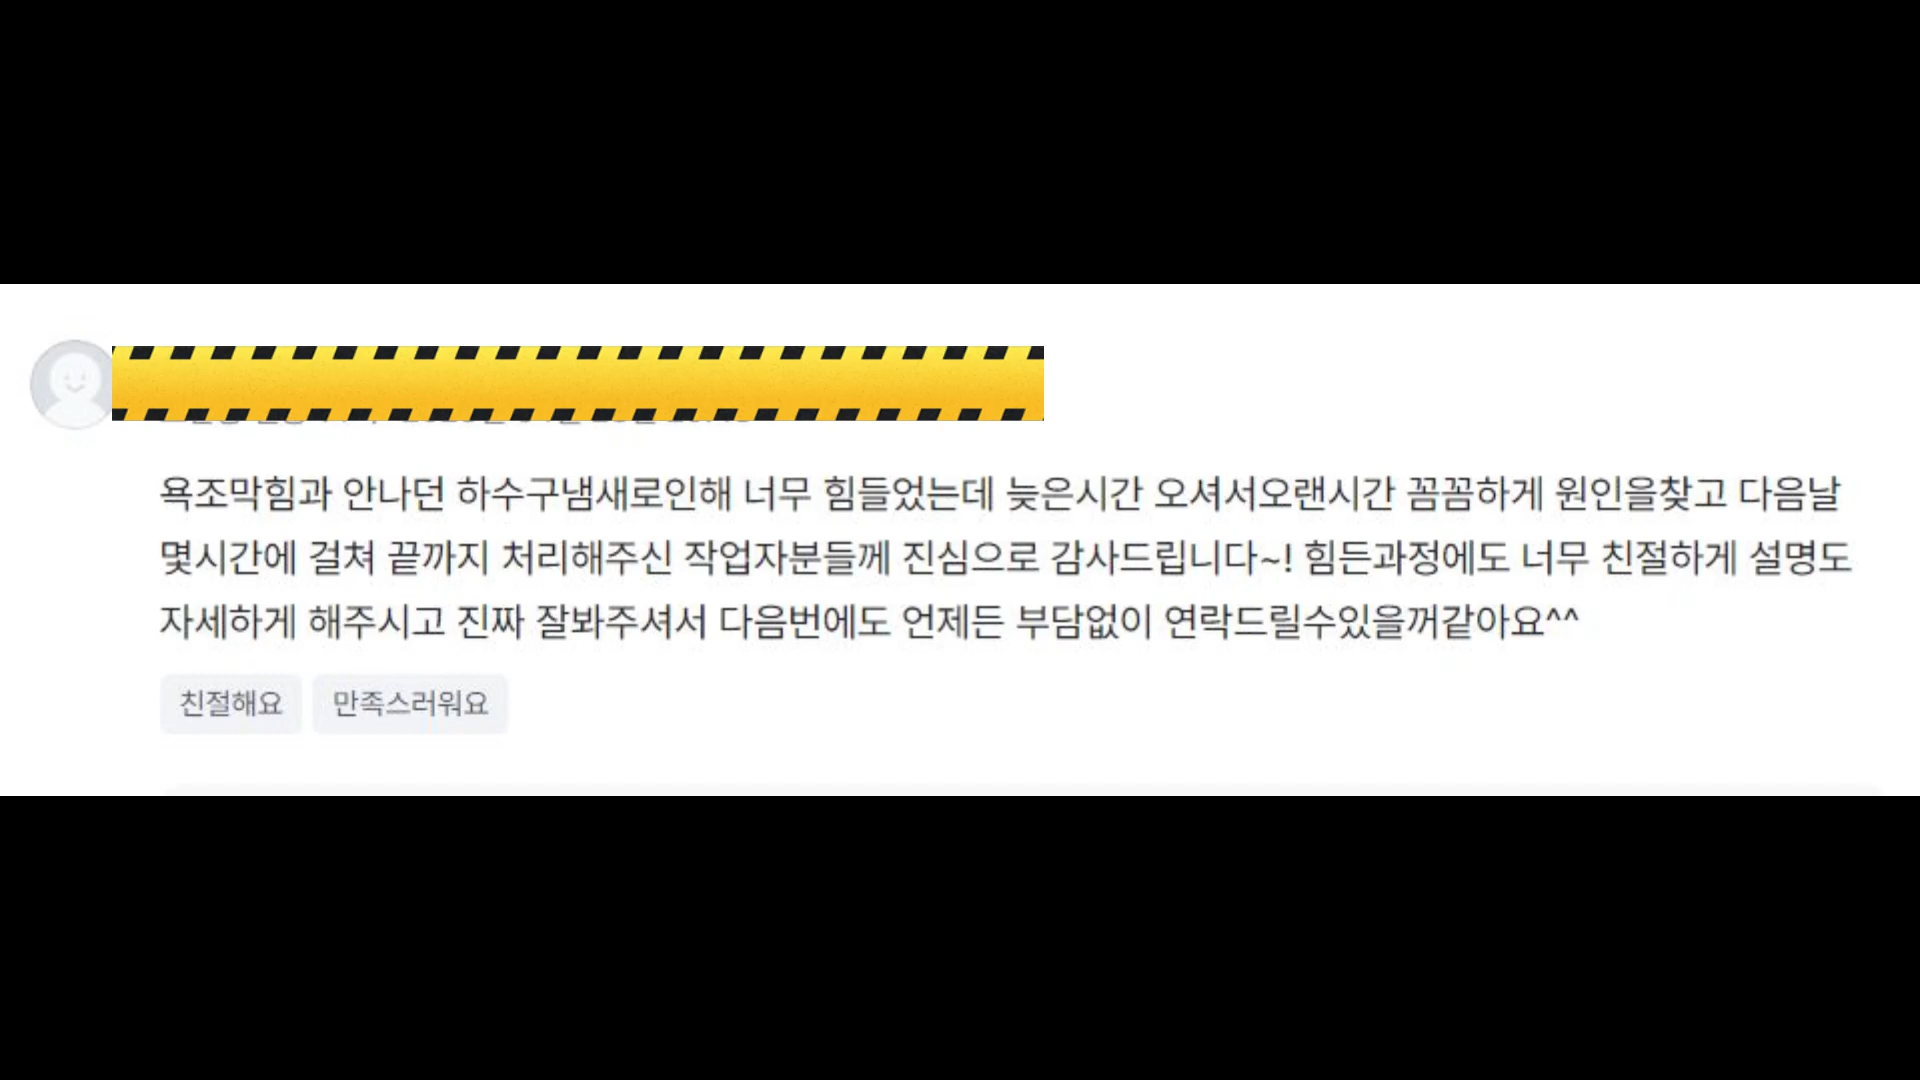 욕조막힘과 안나던 하수구냄새로인해 너무 힘들었는데 늦은시간 오셔서오랜시간 꼼꼼하게 원인을찾고 다음날
몇시간에 걸쳐 끝까지 처리해주신 작업자분들께 진심으로 감사드립니다~! 힘든과정에도 너무 친절하게 설명도
자세하게 해주시고 진짜 잘봐주셔서 다음번에도 언제든 부담없이 연락드릴수있을꺼같아요^^
친절해요 만족스러워요